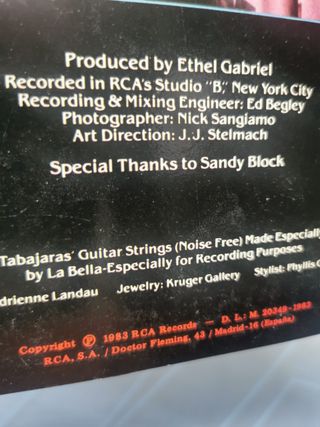 Produced by Ethel Gabriel
Recorded in RCA's Studio "B," New York City
Recording & Mixing Engineer: Ed Begley
Photographer: Nick Sangiamo
Art Direction: J.J. Stelmach
Special Thanks to Sandy Block
Tabajaras' Guitar Strings (Noise Free) Made Especially
by La Bella-Especially for Recording Purposes
drienne Landau Jewelry: Kruger Gallery Stylist: Phyllis
Copyright ℗ 1983 RCA Records — D. L.: M. 20349-1983
RCA, S.A. / Doctor Fleming, 43 / Madrid-16 (España)